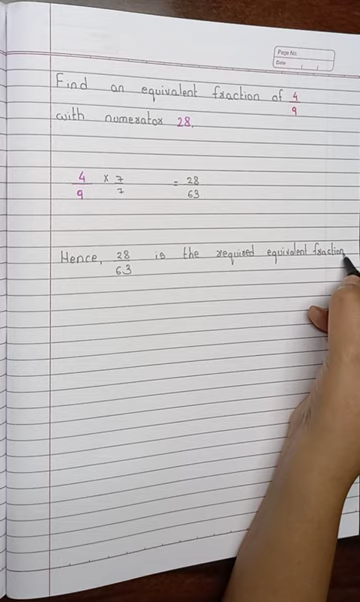 Page No.
Date / /
Find an equivalent fraction of 4/9
with numerator 28.
4/9 × 7/7 = 28/63
Hence, 28/63 is the required equivalent fraction